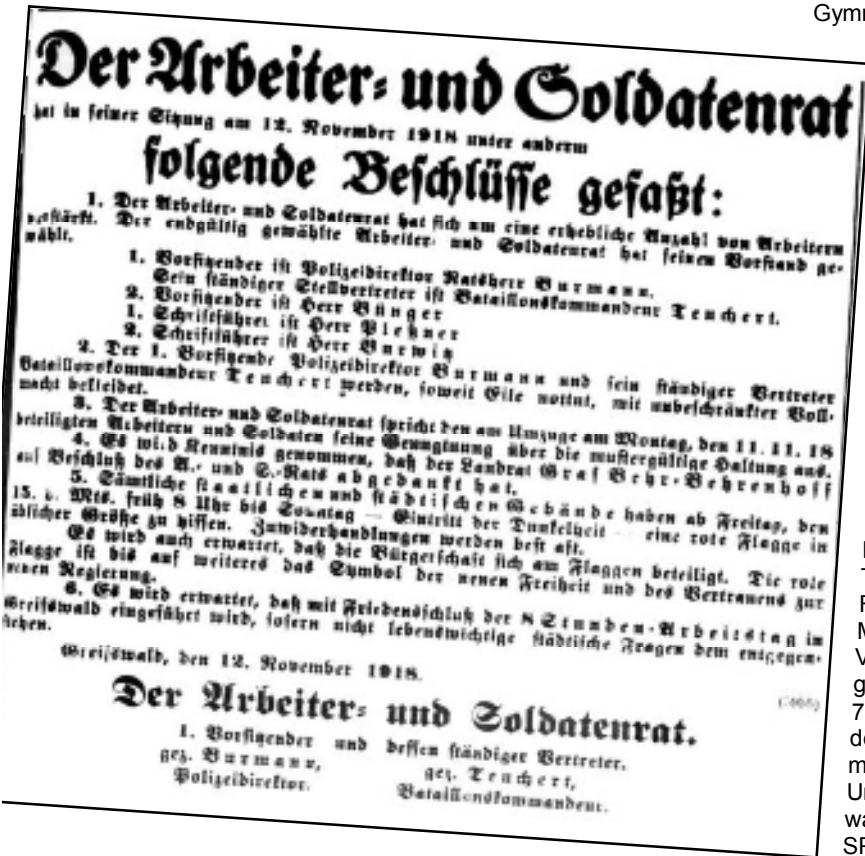 Gymn
Der Arbeiter- und Soldatenrat
hat in seiner Sitzung am 12. November 1918 unter anderm
folgende Beschlüsse gefaßt:
1. Der Arbeiter- und Soldatenrat hat sich um eine erhebliche Anzahl von Arbeitern
verstärkt. Der endgültig gewählte Arbeiter- und Soldatenrat hat seinen Vorstand ge-
wählt.
1. Vorsitzender ist Polizeidirektor Ratsherr Burmann.
Sein ständiger Stellvertreter ist Bataillonskommandeur Teuchert.
2. Vorsitzender ist Herr Bünger
1. Schriftführer ist Herr Pleßner
2. Schriftführer ist Herr Burwitz
2. Der 1. Vorsitzende Polizeidirektor Burmann und sein ständiger Vertreter
Bataillonskommandeur Teuchert werden, soweit Eile nottut, mit unbeschränkter Voll-
macht bekleidet.
3. Der Arbeiter- und Soldatenrat spricht den am Umzuge am Montag, den 11. 11. 18
beteiligten Arbeitern und Soldaten seine Genugtuung über die mustergültige Haltung aus.
4. Es wird Kenntnis genommen, daß der Landrat Graf Behr-Behrenhoff
auf Beschluß des A.- und S.-Rats abgedankt hat.
5. Sämtliche staatlichen und städtischen Gebäude haben ab Freitag, den
15. d. Mts. früh 8 Uhr bis Sonntag — Eintritt der Dunkelheit — eine rote Flagge in
üblicher Größe zu hissen. Zuwiderhandlungen werden bestraft.
Es wird auch erwartet, daß die Bürgerschaft sich am Flaggen beteiligt. Die rote
Flagge ist bis auf weiteres das Symbol der neuen Freiheit und des Vertrauens zur
neuen Regierung.
6. Es wird erwartet, daß mit Friedensschluß der 8 Stunden-Arbeitstag in
Greifswald eingeführt wird, sofern nicht lebenswichtige städtische Fragen dem entgegen-
stehen.
Greifswald, den 12. November 1918.
Der Arbeiter- und Soldatenrat.
1. Vorsitzender und dessen ständiger Vertreter.
gez. Burmann, gez. Teuchert,
Polizeidirektor. Bataillonskommandeur.
g
7
de
m
Un
wa
SP